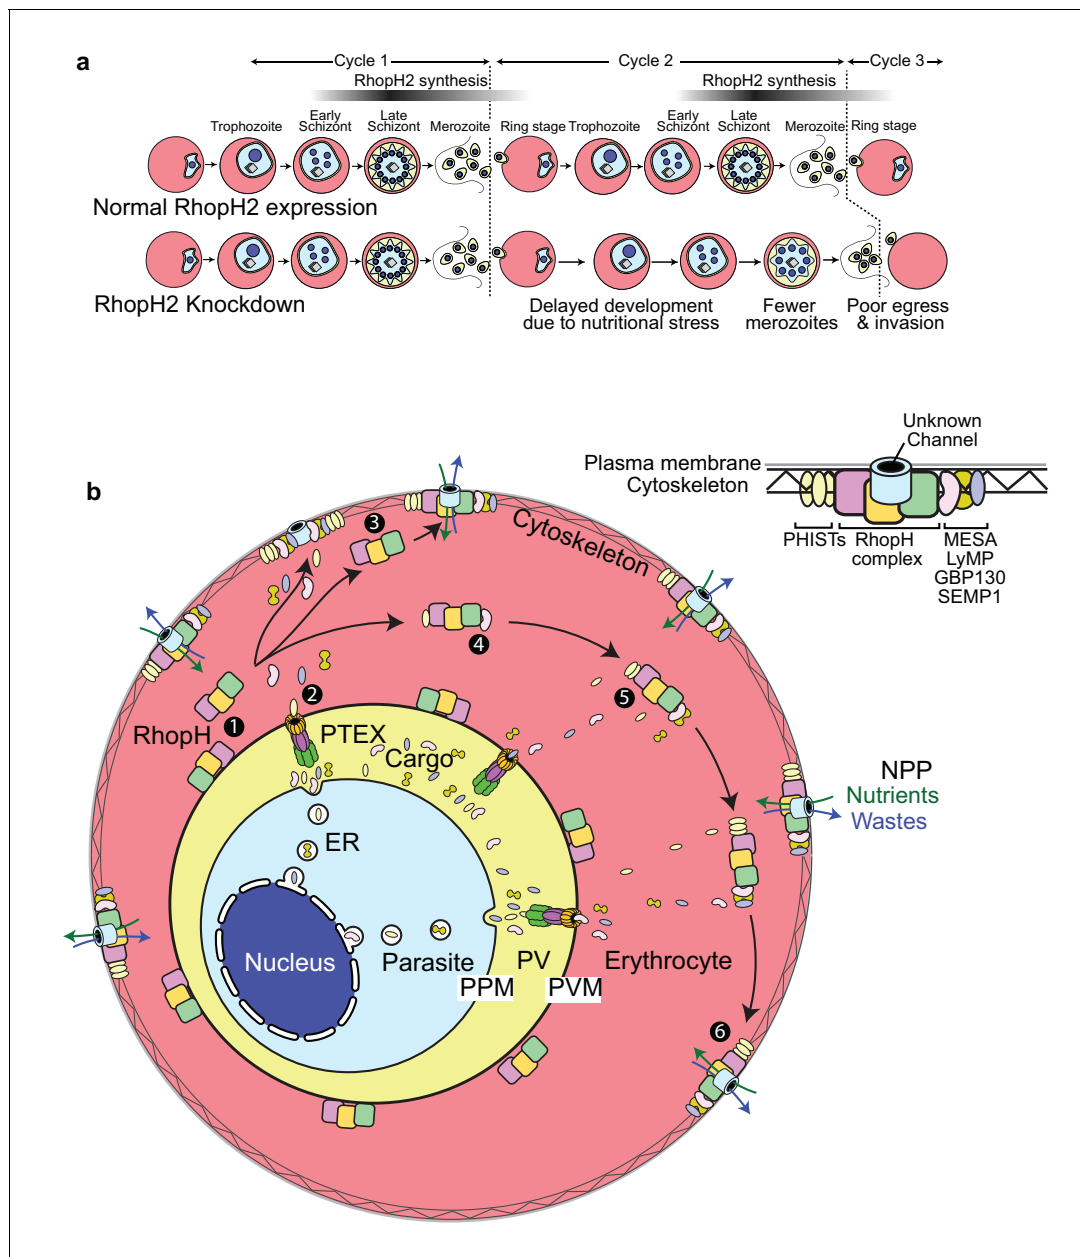 a
Cycle 1
Cycle 2
Cycle 3
RhopH2 synthesis
RhopH2 synthesis
Trophozoite
Early
Schizont
Late
Schizont
Merozoite
Ring stage
Trophozoite
Early
Schizont
Late
Schizont
Merozoite
Ring stage
Normal RhopH2 expression
RhopH2 Knockdown
Delayed development
due to nutritional stress
Fewer
merozoites
Poor egress
& invasion
b
Unknown
Channel
Plasma membrane
Cytoskeleton
PHISTs
RhopH
complex
MESA
LyMP
GBP130
SEMP1
Cytoskeleton
3
4
5
2
1
RhopH
PTEX
Cargo
NPP
Nutrients
Wastes
ER
Nucleus
Parasite
PV
Erythrocyte
PPM
PVM
6